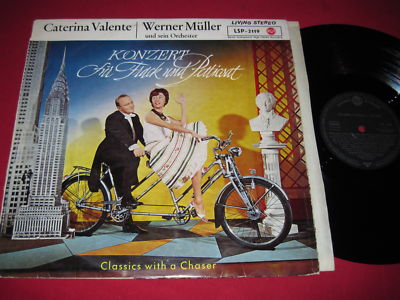 Caterina Valente Werner Müller
und sein Orchester
LIVING STEREO
LSP-2119
KONZERT
für Frack und Petticoat
Classics with a Chaser